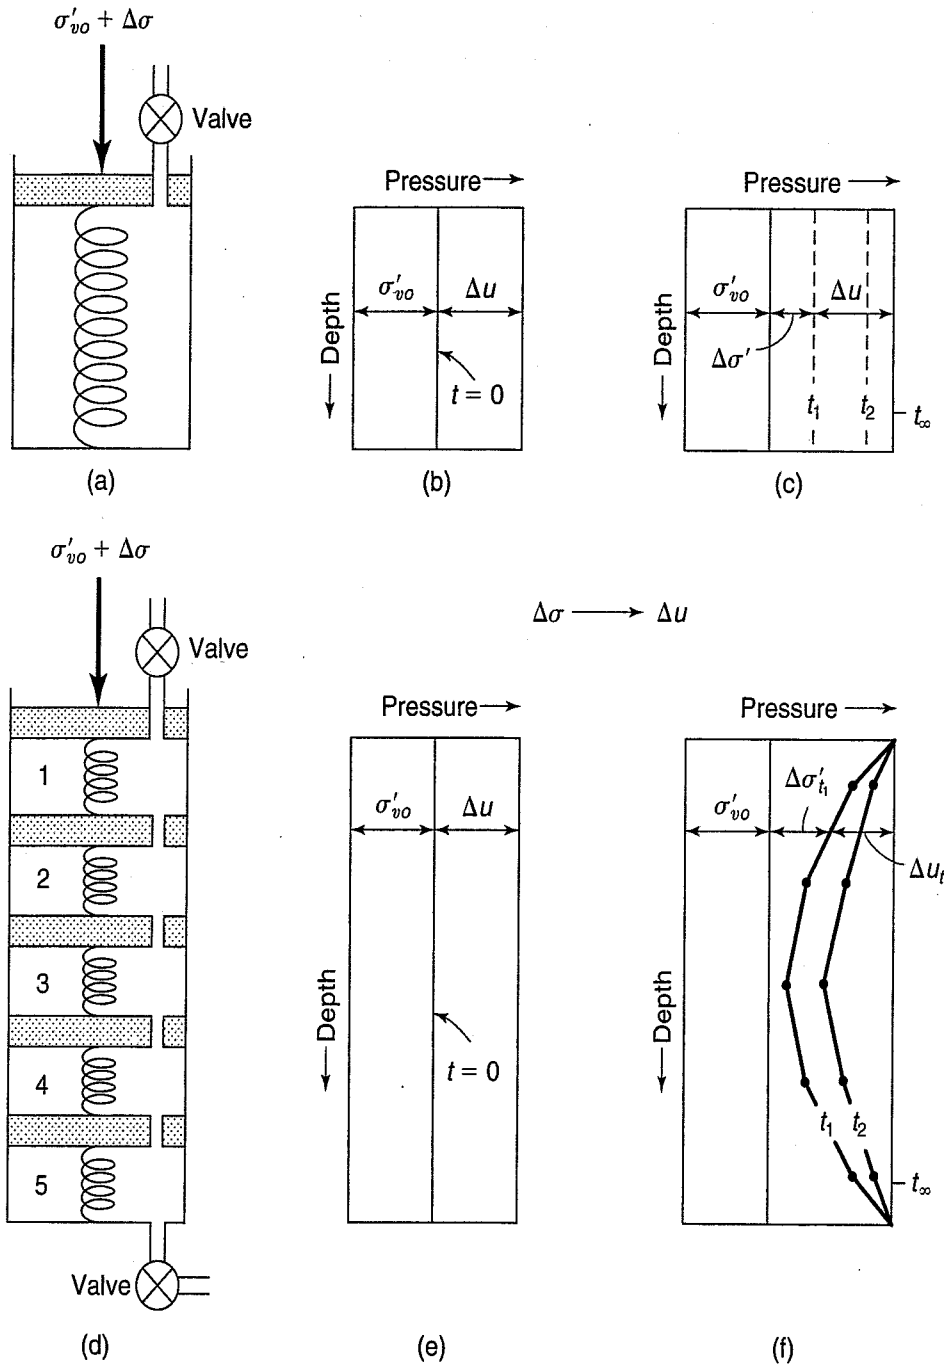 σ′vo + Δσ
Valve
(a)
Pressure
Depth
σ′vo
Δu
t = 0
(b)
Pressure
Depth
σ′vo
Δu
Δσ′
t1
t2
t∞
(c)
σ′vo + Δσ
Valve
1
2
3
4
5
Valve
(d)
Δσ → Δu
Pressure
Depth
σ′vo
Δu
t = 0
(e)
Pressure
Depth
σ′vo
Δσ′t1
Δut
t1
t2
t∞
(f)